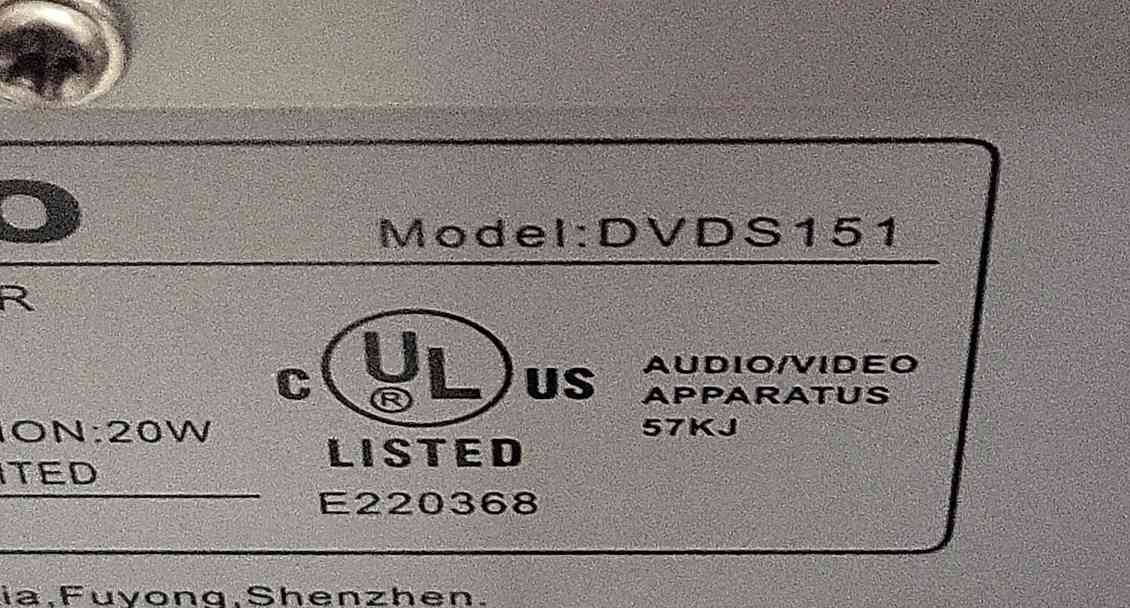 O
Model:DVDS151
R
C UL® US
AUDIO/VIDEO
APPARATUS
57KJ
ION:20W
LISTED
ITED
E220368
ia,Fuyong,Shenzhen.